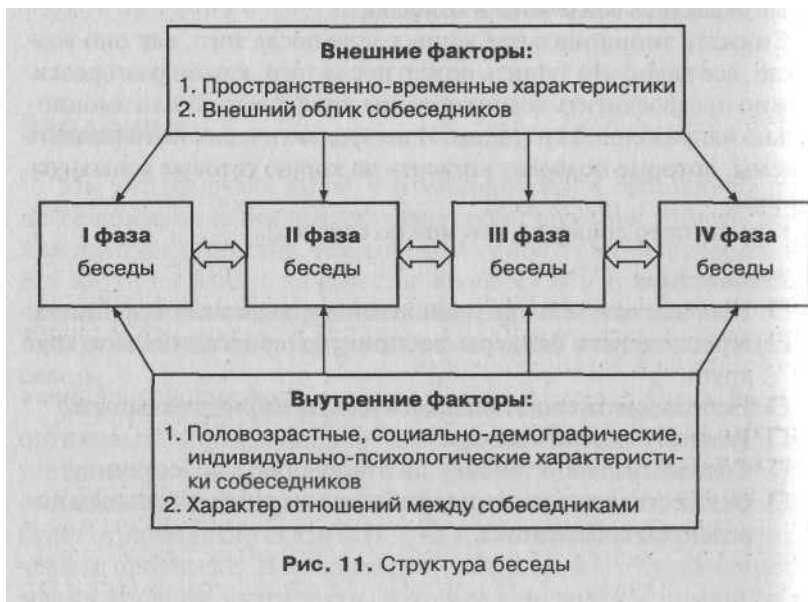 Внешние факторы:
1. Пространственно-временные характеристики
2. Внешний облик собеседников
I фаза
беседы
II фаза
беседы
III фаза
беседы
IV фаза
беседы
Внутренние факторы:
1. Половозрастные, социально-демографические,
индивидуально-психологические характеристи-
ки собеседников
2. Характер отношений между собеседниками
Рис. 11. Структура беседы